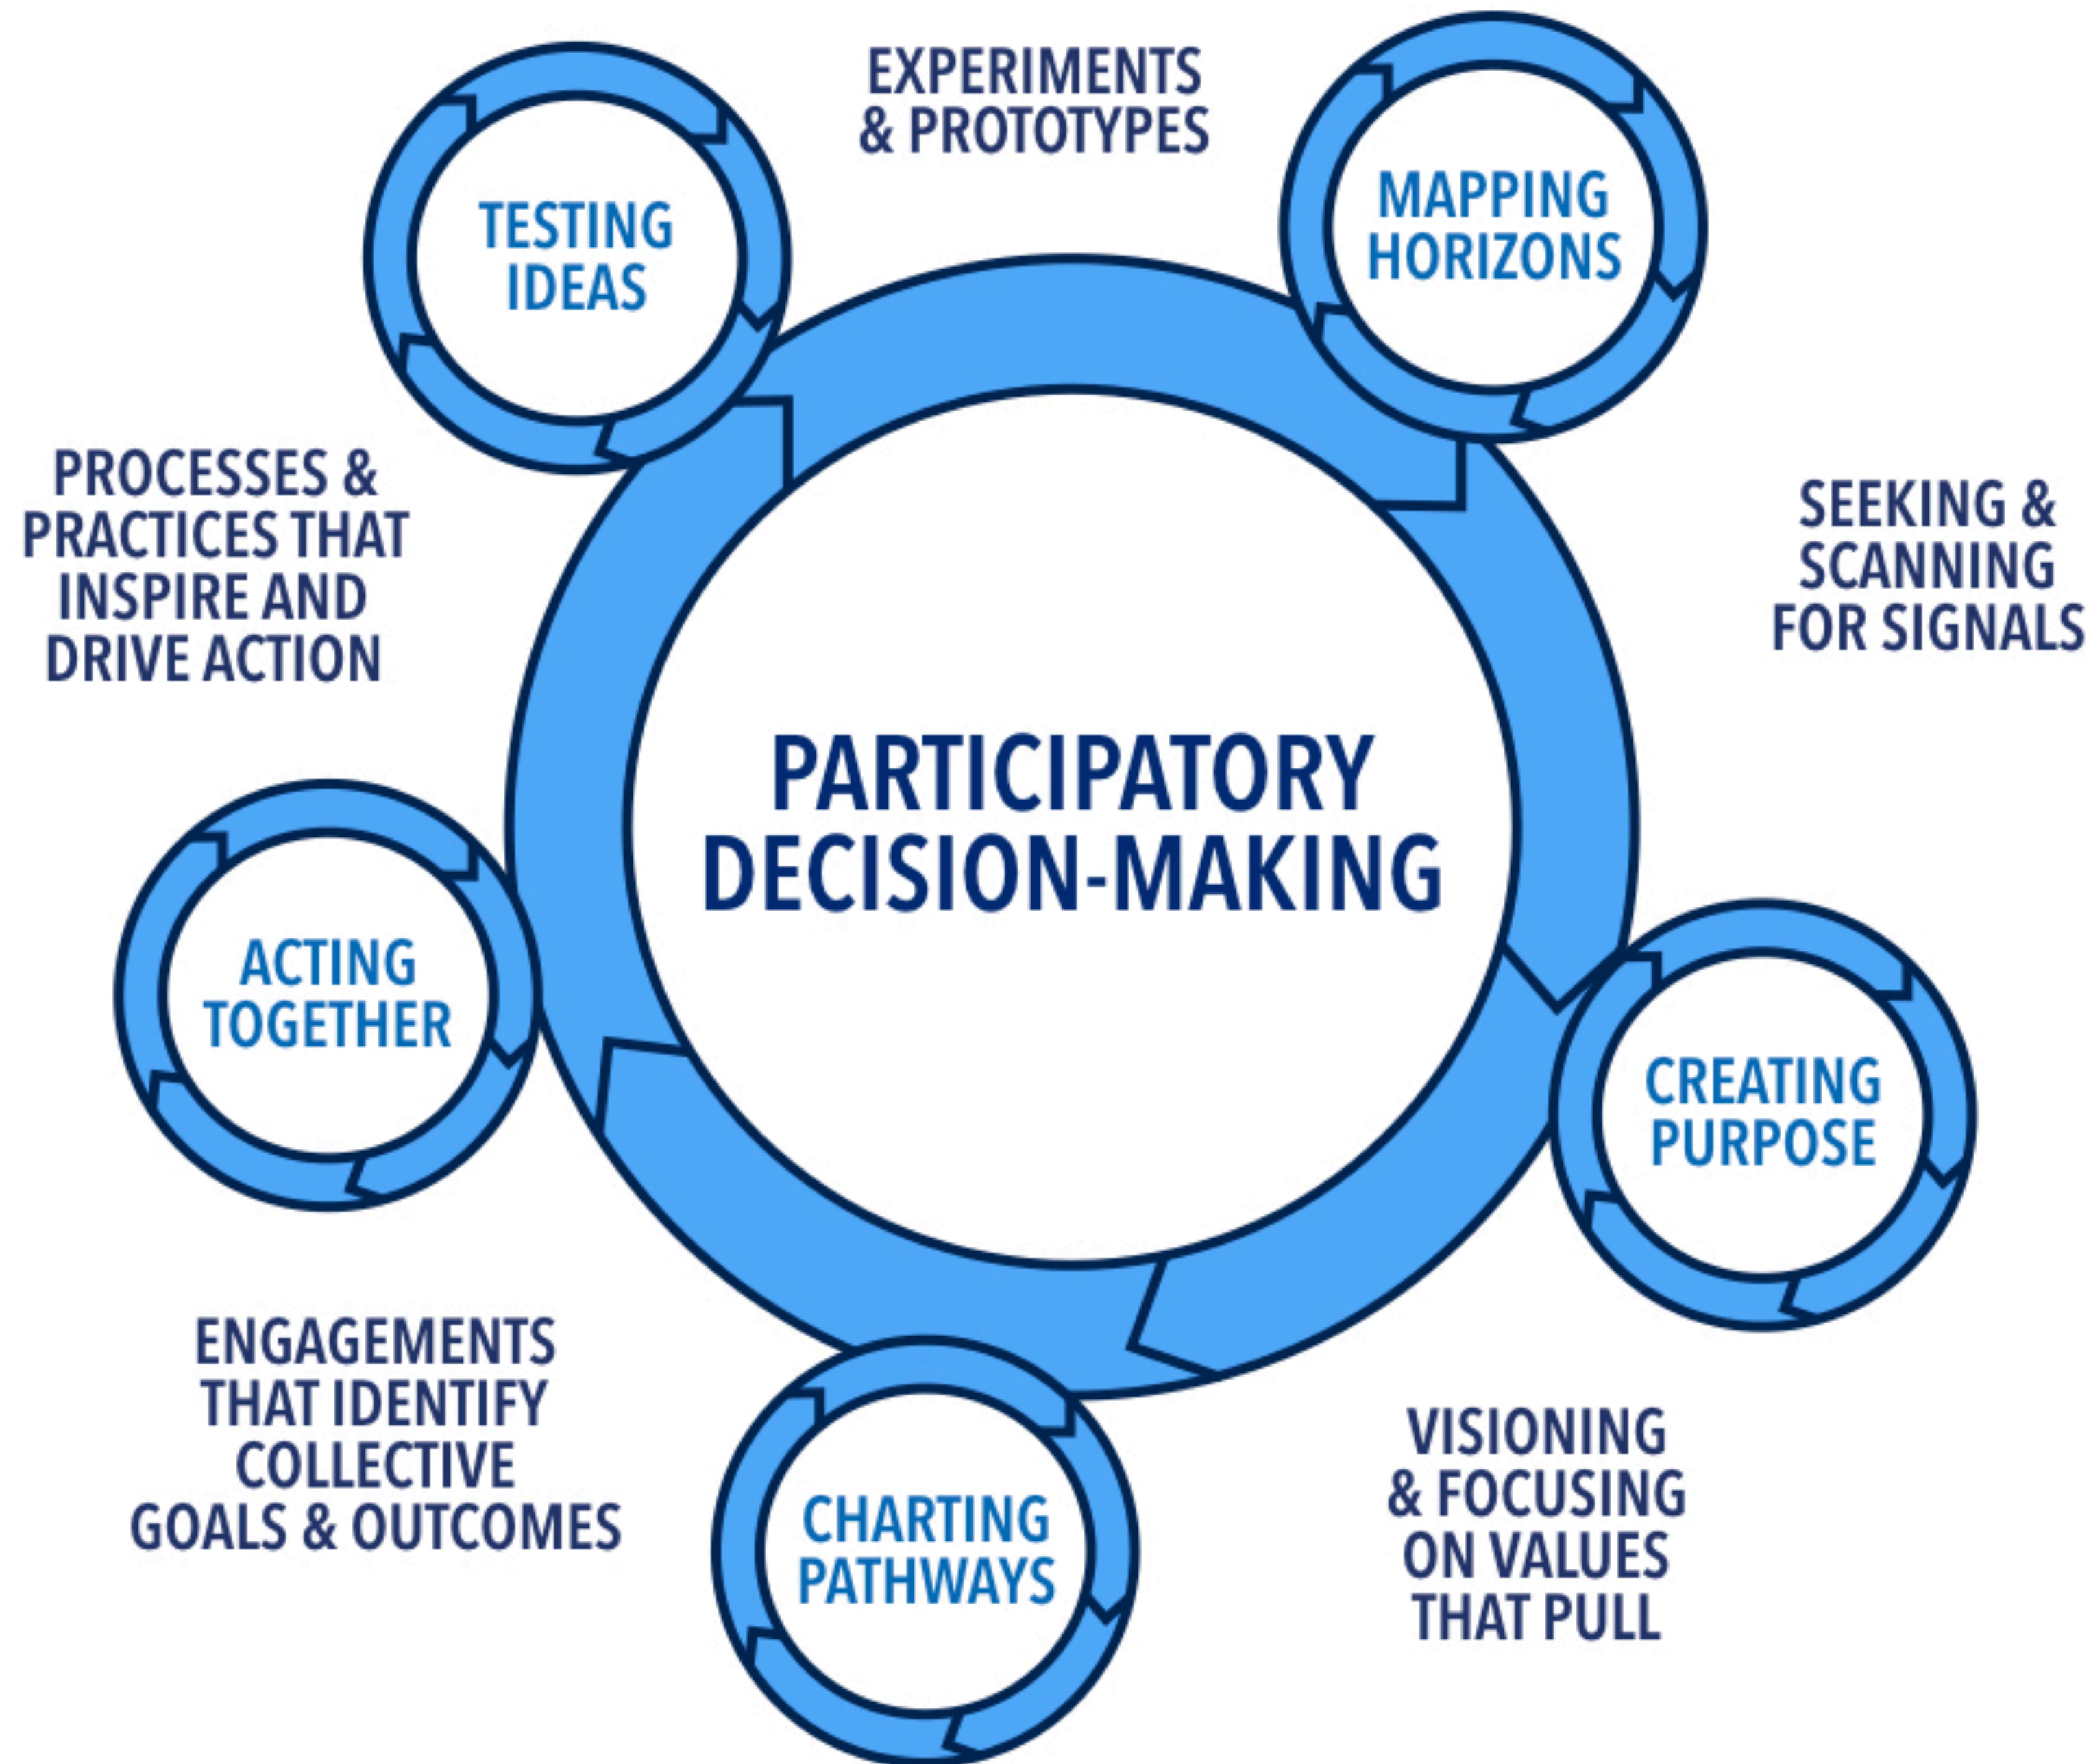 EXPERIMENTS
& PROTOTYPES
MAPPING
HORIZONS
TESTING
IDEAS
PROCESSES &
PRACTICES THAT
INSPIRE AND
DRIVE ACTION
SEEKING &
SCANNING
FOR SIGNALS
PARTICIPATORY
DECISION-MAKING
ACTING
TOGETHER
CREATING
PURPOSE
ENGAGEMENTS
THAT IDENTIFY
COLLECTIVE
GOALS & OUTCOMES
CHARTING
PATHWAYS
VISIONING
& FOCUSING
ON VALUES
THAT PULL